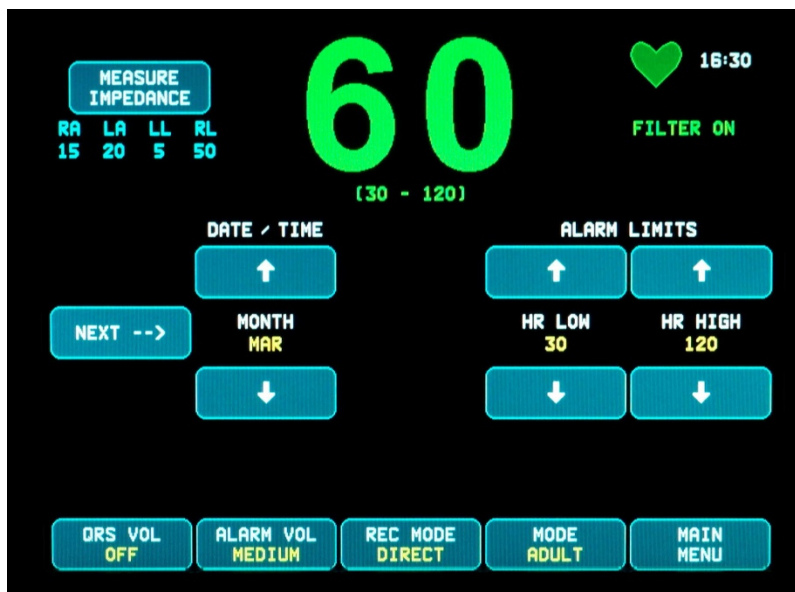 MEASURE
IMPEDANCE
RA LA LL RL
15 20 5 50
60
(30 - 120)
16:30
FILTER ON
DATE / TIME
ALARM LIMITS
NEXT -->
MONTH
MAR
HR LOW
30
HR HIGH
120
QRS VOL
OFF
ALARM VOL
MEDIUM
REC MODE
DIRECT
MODE
ADULT
MAIN
MENU